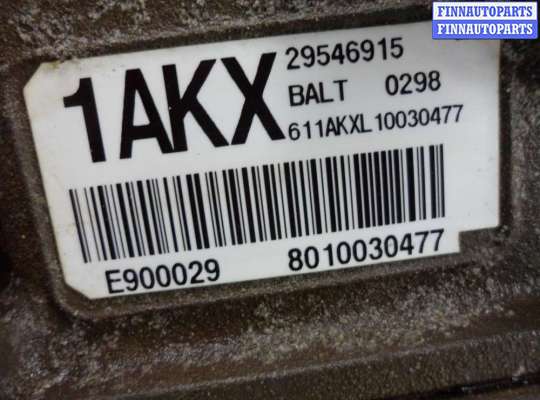 FINNAUTOPARTS
FINNAUTOPARTS
1AKX
29546915
BALT 0298
611AKXL10030477
E900029 8010030477